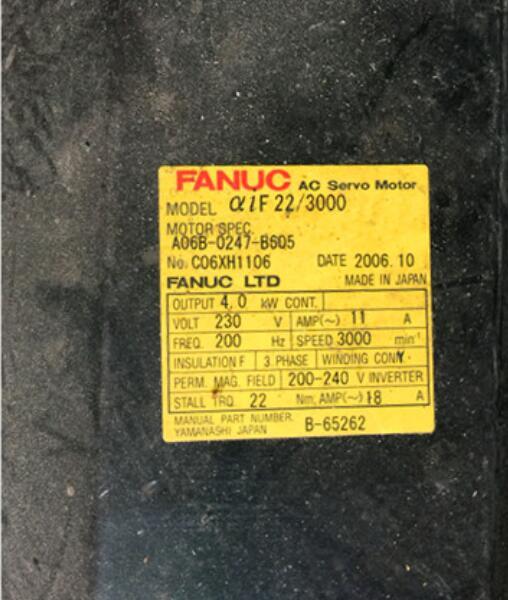 FANUC AC Servo Motor
MODEL αiF 22/3000
MOTOR SPEC.
A06B-0247-B605
No. C06XH1106 DATE 2006.10
FANUC LTD MADE IN JAPAN
OUTPUT 4.0 kW CONT.
VOLT 230 V AMP(~) 11 A
FREQ. 200 Hz SPEED 3000 min⁻¹
INSULATION F 3 PHASE WINDING CONN. Y
PERM. MAG. FIELD 200-240 V INVERTER
STALL TRQ. 22 Nm, AMP(~) 18 A
MANUAL PART NUMBER. B-65262
YAMANASHI JAPAN